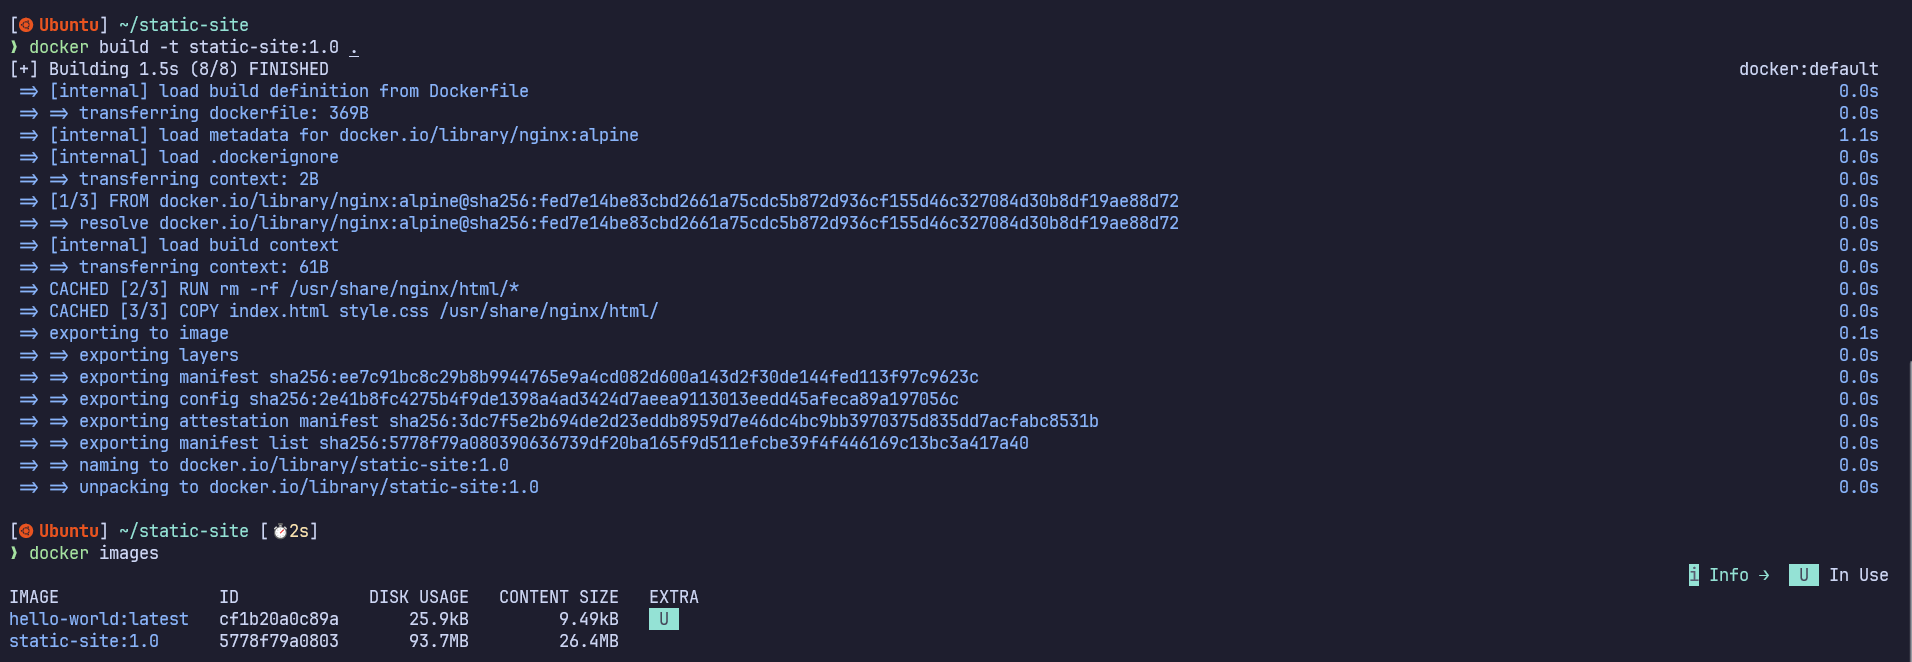 [Ubuntu] ~/static-site
❯ docker build -t static-site:1.0 .
[+] Building 1.5s (8/8) FINISHED docker:default
=> [internal] load build definition from Dockerfile 0.0s
=> => transferring dockerfile: 369B 0.0s
=> [internal] load metadata for docker.io/library/nginx:alpine 1.1s
=> [internal] load .dockerignore 0.0s
=> => transferring context: 2B 0.0s
=> [1/3] FROM docker.io/library/nginx:alpine@sha256:fed7e14be83cbd2661a75cdc5b872d936cf155d46c327084d30b8df19ae88d72 0.0s
=> => resolve docker.io/library/nginx:alpine@sha256:fed7e14be83cbd2661a75cdc5b872d936cf155d46c327084d30b8df19ae88d72 0.0s
=> [internal] load build context 0.0s
=> => transferring context: 61B 0.0s
=> CACHED [2/3] RUN rm -rf /usr/share/nginx/html/* 0.0s
=> CACHED [3/3] COPY index.html style.css /usr/share/nginx/html/ 0.0s
=> exporting to image 0.1s
=> => exporting layers 0.0s
=> => exporting manifest sha256:ee7c91bc8c29b8b9944765e9a4cd082d600a143d2f30de144fed113f97c9623c 0.0s
=> => exporting config sha256:2e41b8fc4275b4f9de1398a4ad3424d7aeea9113013eedd45afeca89a197056c 0.0s
=> => exporting attestation manifest sha256:3dc7f5e2b694de2d23eddb8959d7e46dc4bc9bb3970375d835dd7acfabc8531b 0.0s
=> => exporting manifest list sha256:5778f79a080390636739df20ba165f9d511efcbe39f4f446169c13bc3a417a40 0.0s
=> => naming to docker.io/library/static-site:1.0 0.0s
=> => unpacking to docker.io/library/static-site:1.0 0.0s
[Ubuntu] ~/static-site [⏱2s]
❯ docker images
i Info → U In Use
IMAGE ID DISK USAGE CONTENT SIZE EXTRA
hello-world:latest cf1b20a0c89a 25.9kB 9.49kB U
static-site:1.0 5778f79a0803 93.7MB 26.4MB